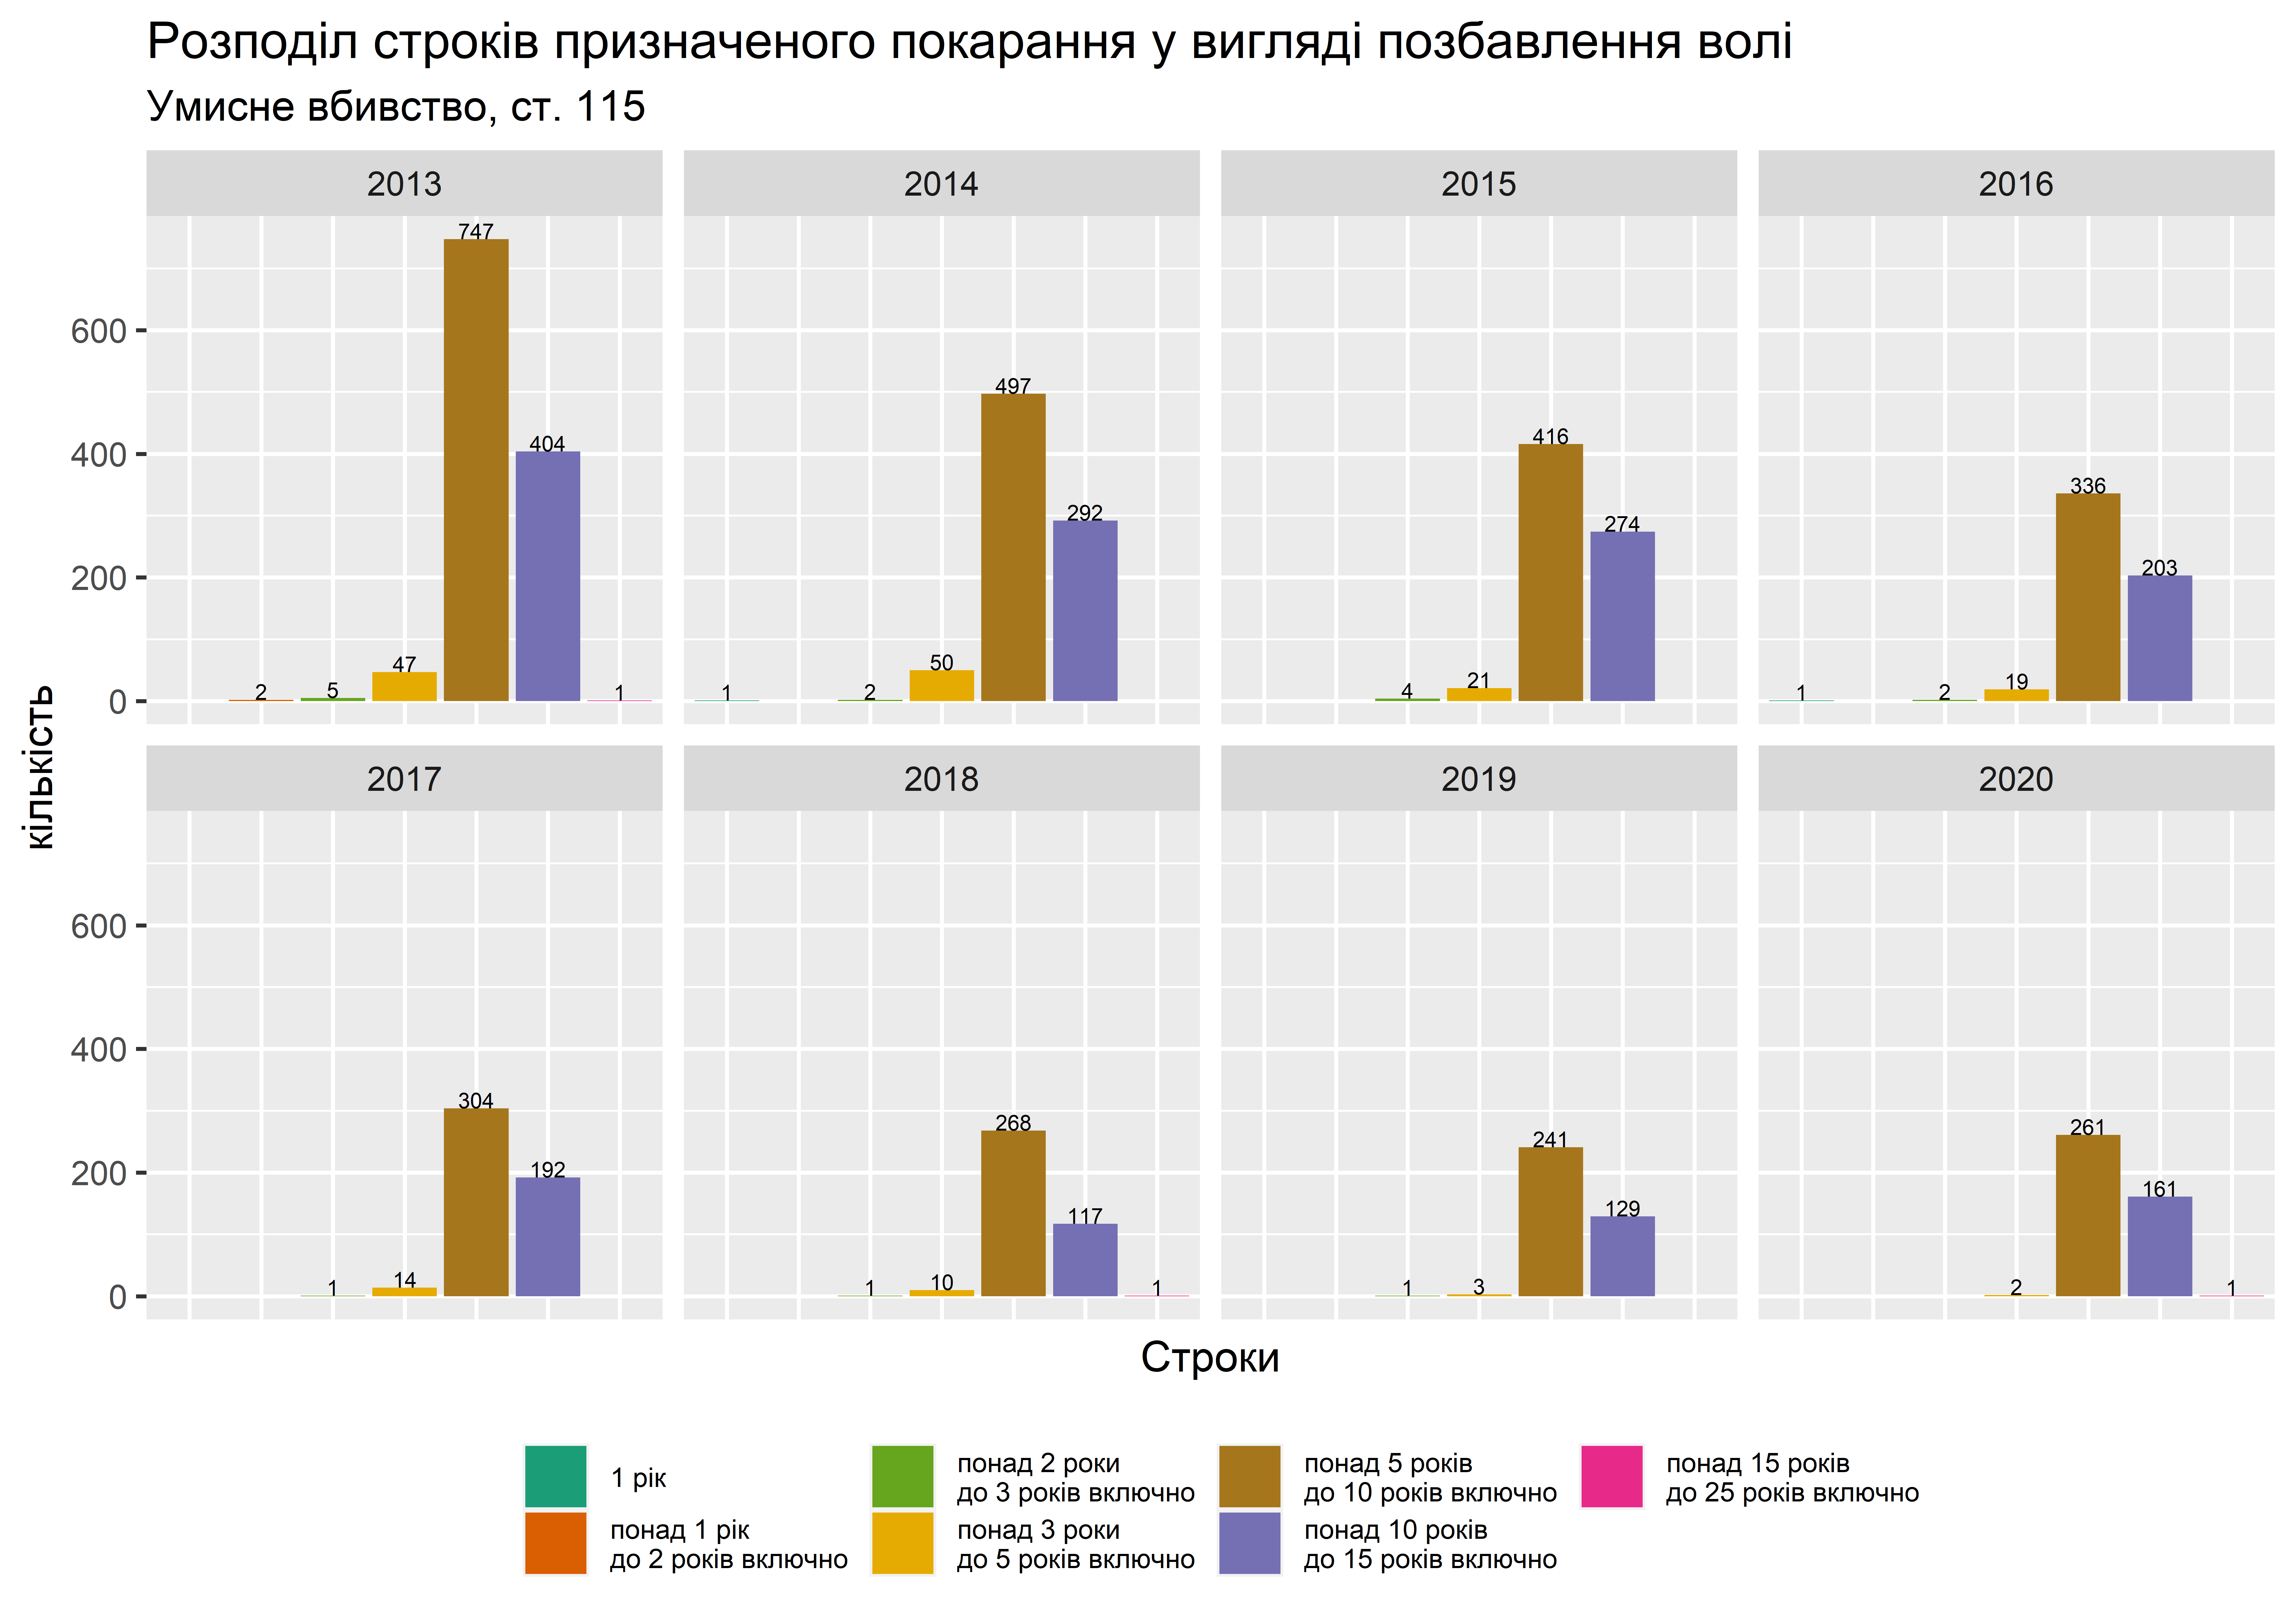 Розподіл строків призначеного покарання у вигляді позбавлення волі
Умисне вбивство, ст. 115
2013 2014 2015 2016
747
600
497
400
404
416
336
292
274
200
203
0
2 5 47 1
1 2 50
4 21
1 2 19
кількість
2017 2018 2019 2020
600
400
304
268
241
261
200
192
117
129
161
0
1 14
1 10 1
1 3
2 1
Строки
1 рік
понад 1 рік
до 2 років включно
понад 2 роки
до 3 років включно
понад 3 роки
до 5 років включно
понад 5 років
до 10 років включно
понад 10 років
до 15 років включно
понад 15 років
до 25 років включно